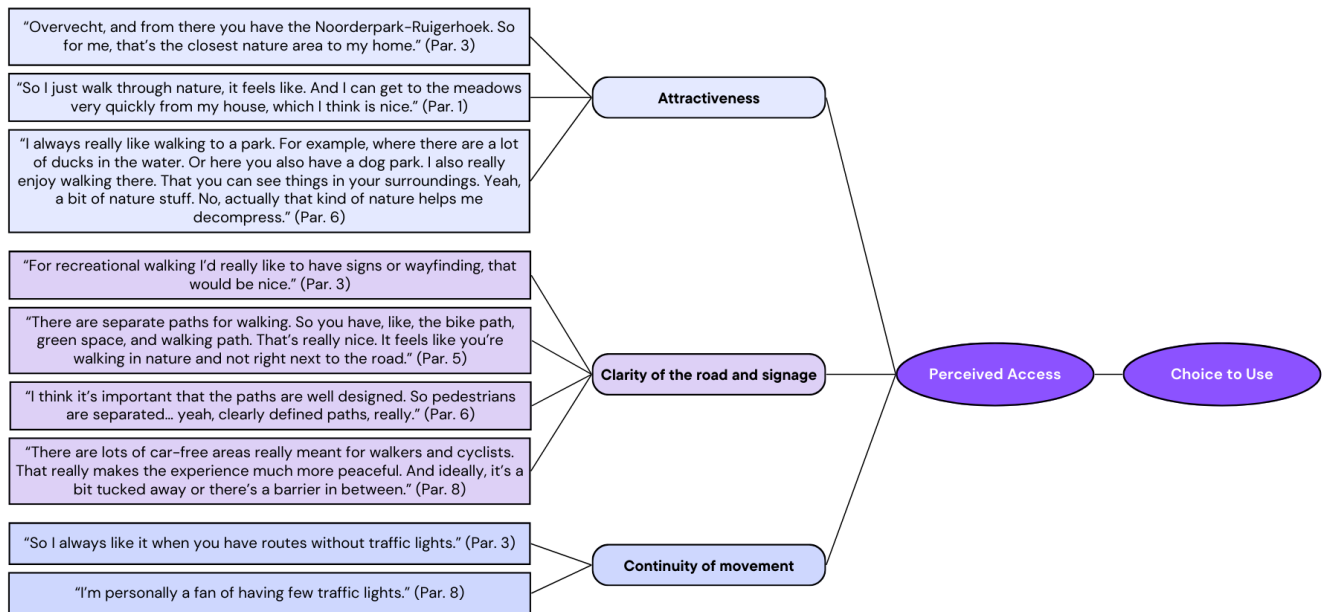 “Overvecht, and from there you have the Noorderpark-Ruigerhoek. So
for me, that’s the closest nature area to my home.” (Par. 3)
“So I just walk through nature, it feels like. And I can get to the meadows
very quickly from my house, which I think is nice.” (Par. 1)
“I always really like walking to a park. For example, where there are a lot
of ducks in the water. Or here you also have a dog park. I also really
enjoy walking there. That you can see things in your surroundings. Yeah,
a bit of nature stuff. No, actually that kind of nature helps me
decompress.” (Par. 6)
Attractiveness
“For recreational walking I’d really like to have signs or wayfinding, that
would be nice.” (Par. 3)
“There are separate paths for walking. So you have, like, the bike path,
green space, and walking path. That’s really nice. It feels like you’re
walking in nature and not right next to the road.” (Par. 5)
“I think it’s important that the paths are well designed. So pedestrians
are separated… yeah, clearly defined paths, really.” (Par. 6)
“There are lots of car-free areas really meant for walkers and cyclists.
That really makes the experience much more peaceful. And ideally, it’s a
bit tucked away or there’s a barrier in between.” (Par. 8)
Clarity of the road and signage
“So I always like it when you have routes without traffic lights.” (Par. 3)
“I’m personally a fan of having few traffic lights.” (Par. 8)
Continuity of movement
Perceived Access
Choice to Use